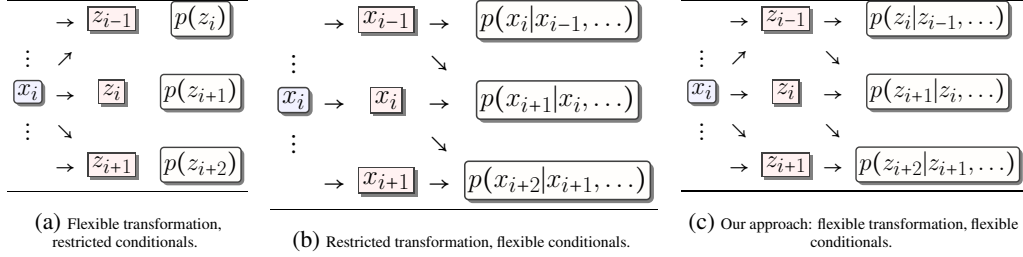 → z_{i-1} p(z_i)
⋮ ↗
x_i → z_i p(z_{i+1})
⋮ ↘
→ z_{i+1} p(z_{i+2})
(a) Flexible transformation,
restricted conditionals.
→ x_{i-1} → p(x_i|x_{i-1}, …)
⋮ ↘
x_i → x_i → p(x_{i+1}|x_i, …)
⋮ ↘
→ x_{i+1} → p(x_{i+2}|x_{i+1}, …)
(b) Restricted transformation, flexible conditionals.
→ z_{i-1} → p(z_i|z_{i-1}, …)
⋮ ↗ ↘
x_i → z_i → p(z_{i+1}|z_i, …)
⋮ ↘ ↘
→ z_{i+1} → p(z_{i+2}|z_{i+1}, …)
(c) Our approach: flexible transformation, flexible
conditionals.